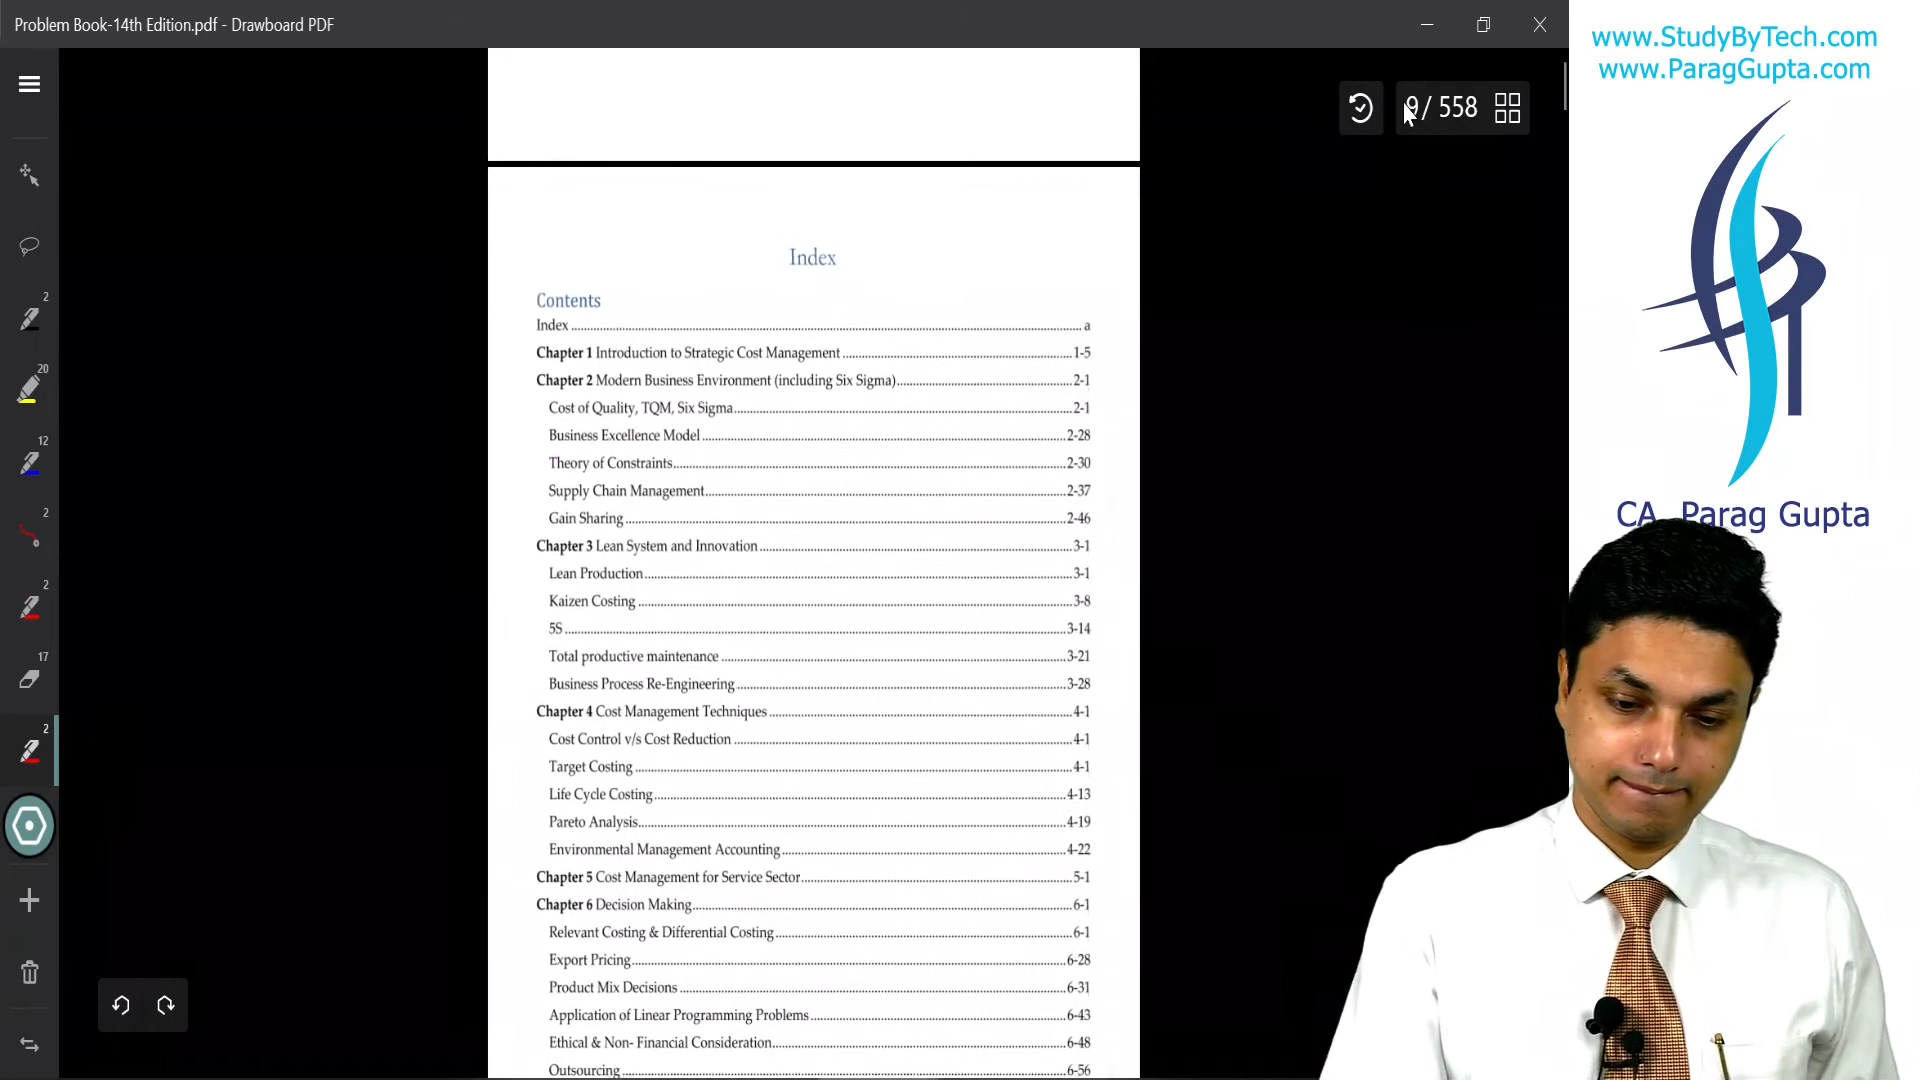 Problem Book-14th Edition.pdf - Drawboard PDF
www.StudyByTech.com
www.ParagGupta.com
9 / 558
Index
Contents
Index a
Chapter 1 Introduction to Strategic Cost Management 1-5
Chapter 2 Modern Business Environment (including Six Sigma) 2-1
Cost of Quality, TQM, Six Sigma 2-1
Business Excellence Model 2-28
Theory of Constraints 2-30
Supply Chain Management 2-37
Gain Sharing 2-46
Chapter 3 Lean System and Innovation 3-1
Lean Production 3-1
Kaizen Costing 3-8
5S 3-14
Total productive maintenance 3-21
Business Process Re-Engineering 3-28
Chapter 4 Cost Management Techniques 4-1
Cost Control v/s Cost Reduction 4-1
Target Costing 4-1
Life Cycle Costing 4-13
Pareto Analysis 4-19
Environmental Management Accounting 4-22
Chapter 5 Cost Management for Service Sector 5-1
Chapter 6 Decision Making 6-1
Relevant Costing & Differential Costing 6-1
Export Pricing 6-28
Product Mix Decisions 6-31
Application of Linear Programming Problems 6-43
Ethical & Non- Financial Consideration 6-48
Outsourcing 6-56
2
20
12
2
2
17
2
CA. Parag Gupta